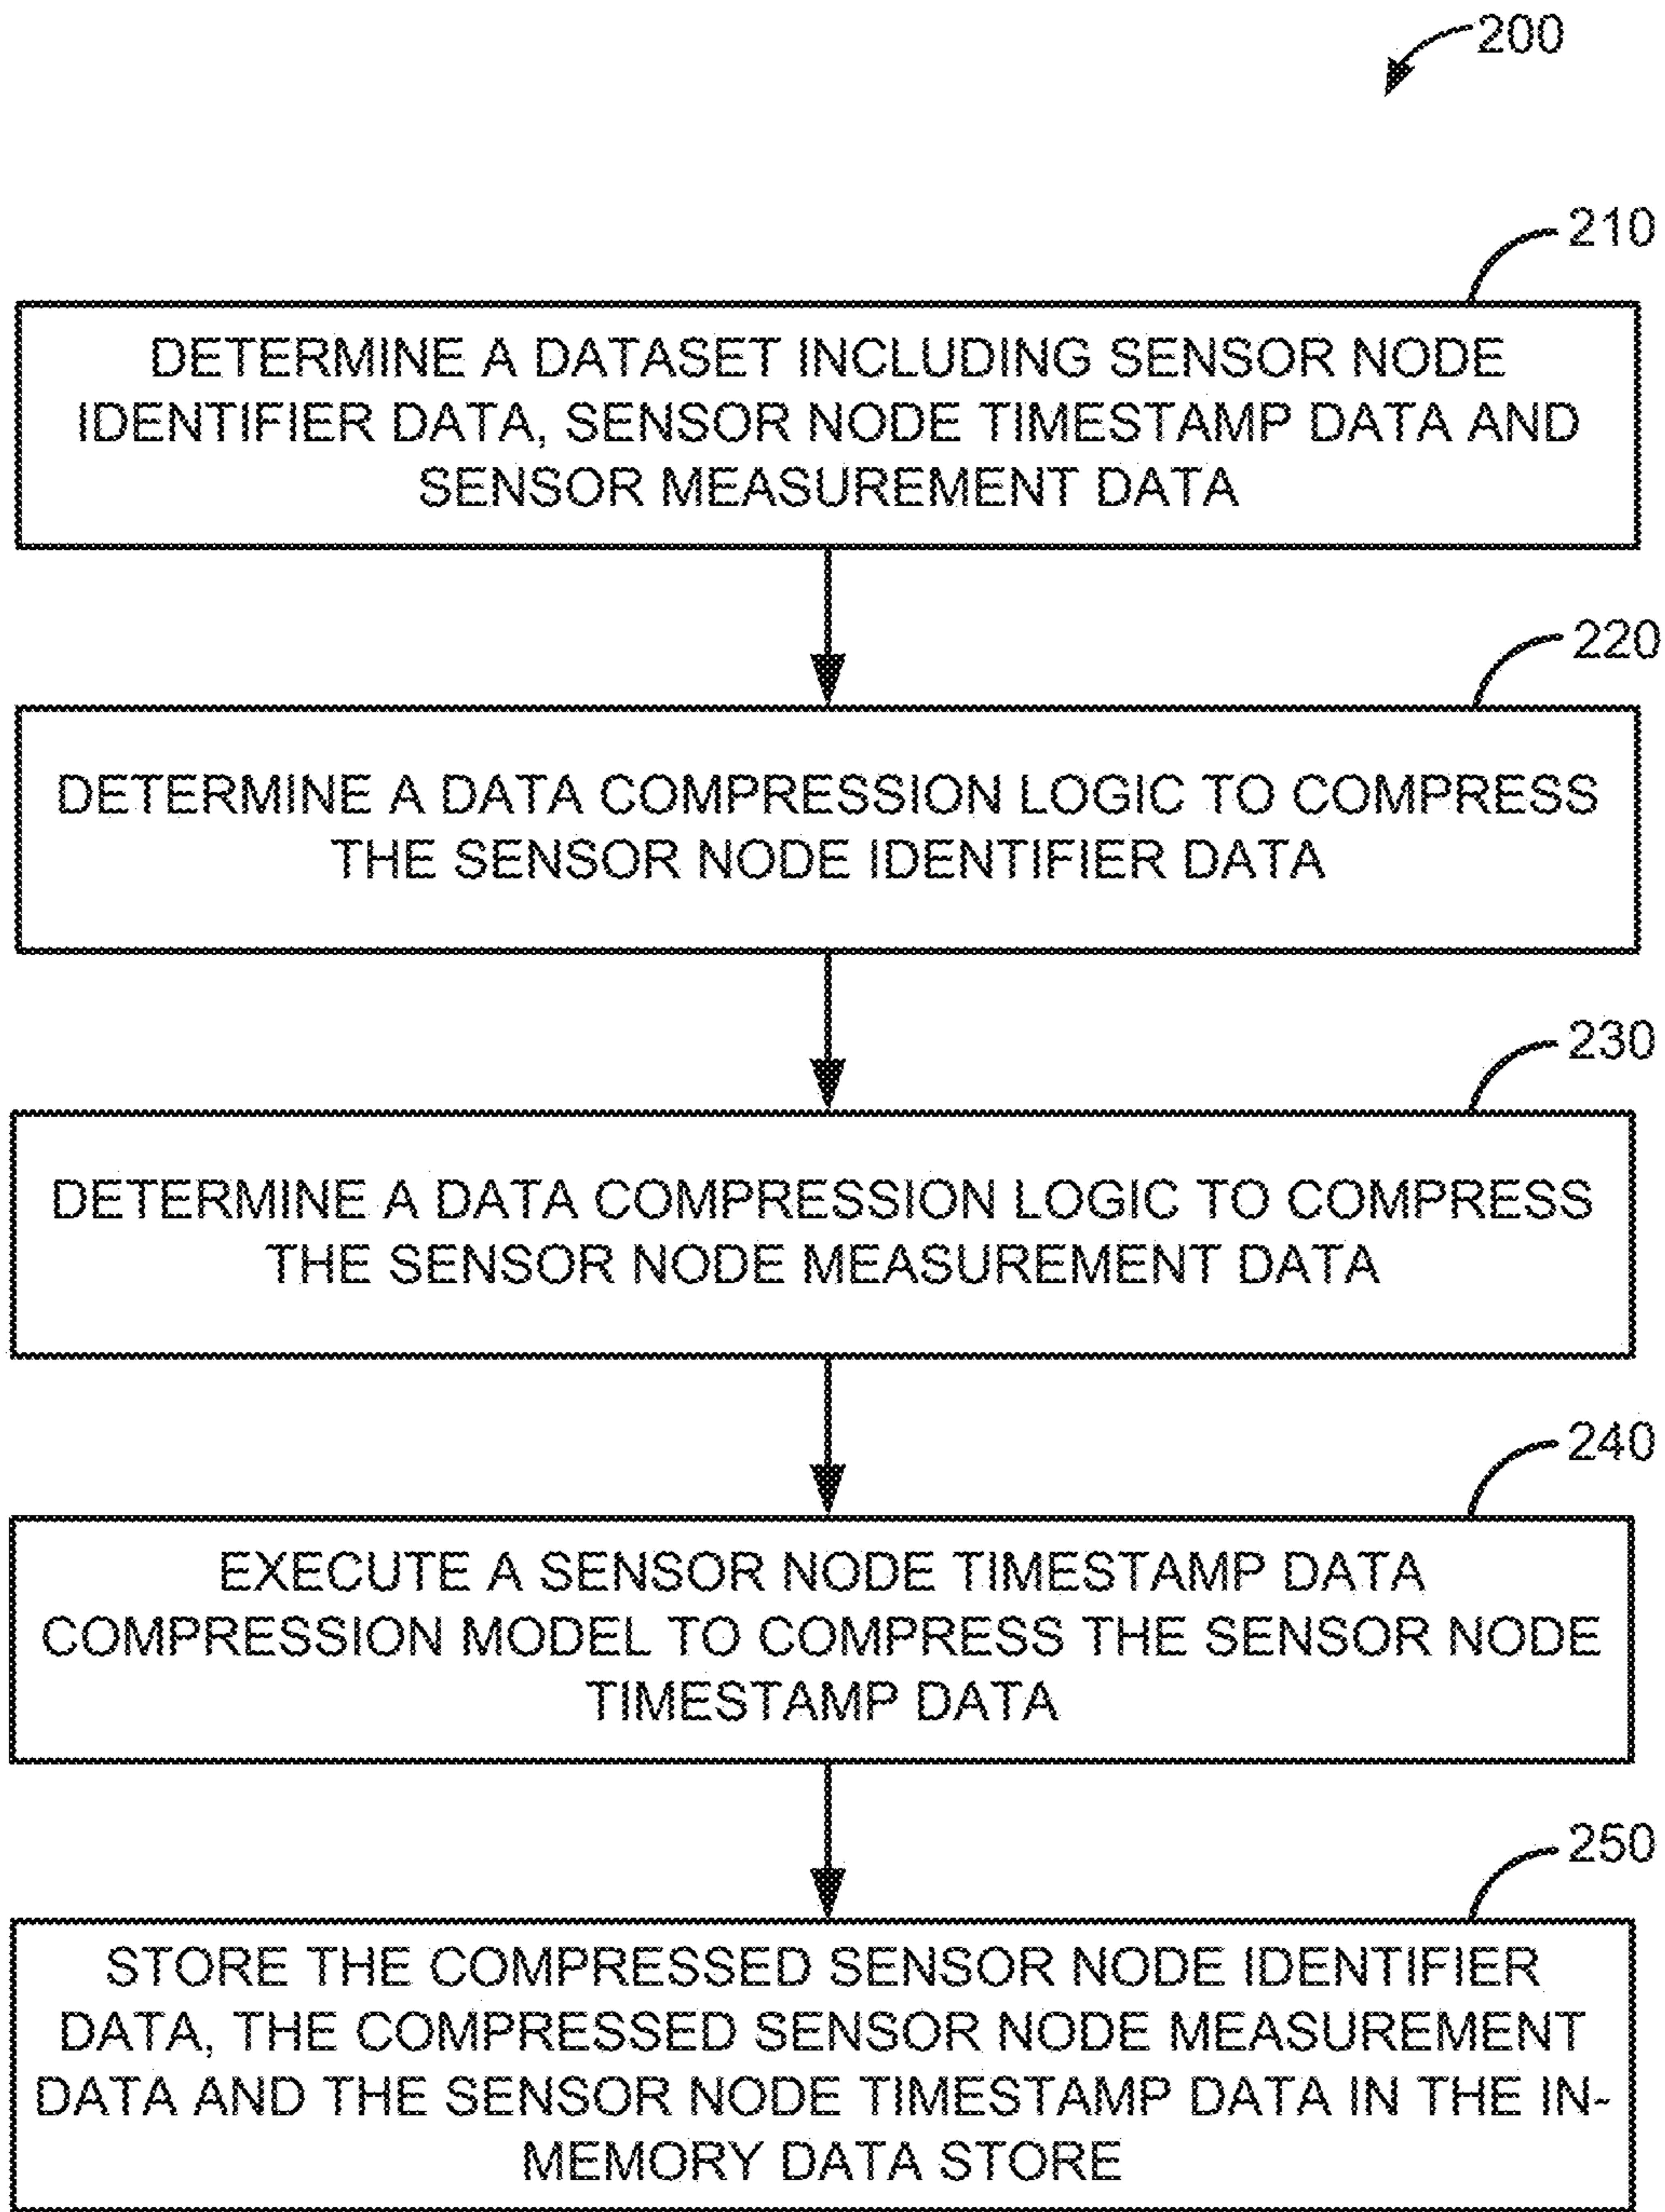 200
210
DETERMINE A DATASET INCLUDING SENSOR NODE
IDENTIFIER DATA, SENSOR NODE TIMESTAMP DATA AND
SENSOR MEASUREMENT DATA
220
DETERMINE A DATA COMPRESSION LOGIC TO COMPRESS
THE SENSOR NODE IDENTIFIER DATA
230
DETERMINE A DATA COMPRESSION LOGIC TO COMPRESS
THE SENSOR NODE MEASUREMENT DATA
240
EXECUTE A SENSOR NODE TIMESTAMP DATA
COMPRESSION MODEL TO COMPRESS THE SENSOR NODE
TIMESTAMP DATA
250
STORE THE COMPRESSED SENSOR NODE IDENTIFIER
DATA, THE COMPRESSED SENSOR NODE MEASUREMENT
DATA AND THE SENSOR NODE TIMESTAMP DATA IN THE IN-
MEMORY DATA STORE